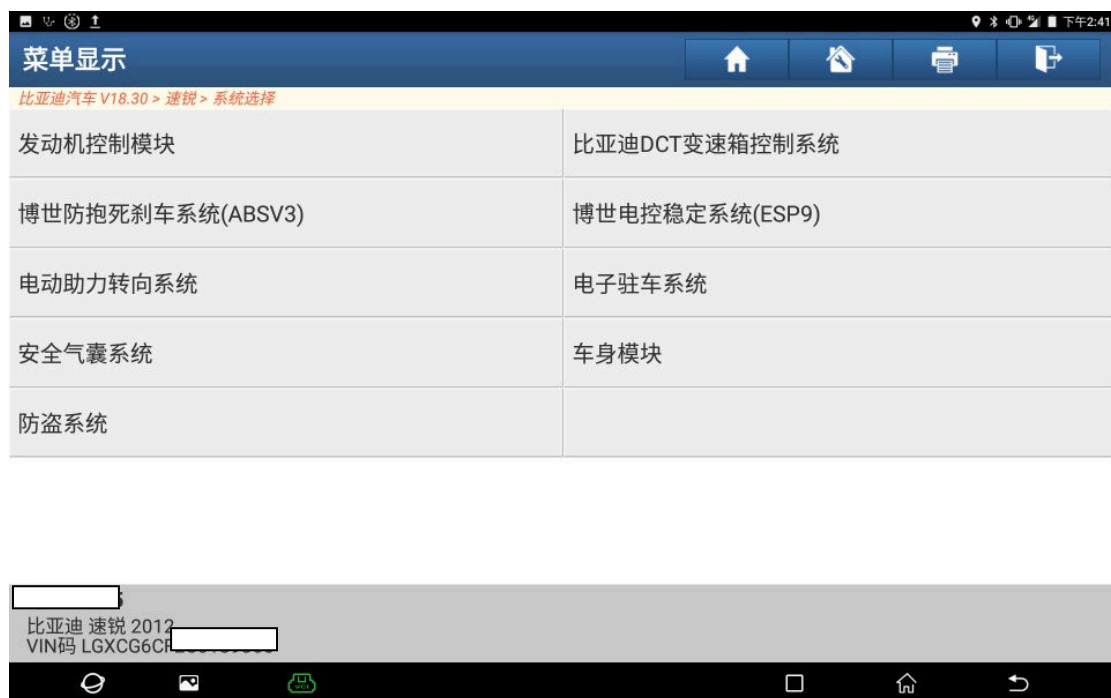 下午2:41
菜单显示
比亚迪汽车 V18.30 > 速锐 > 系统选择
发动机控制模块
比亚迪DCT变速箱控制系统
博世防抱死刹车系统(ABSV3)
博世电控稳定系统(ESP9)
电动助力转向系统
电子驻车系统
安全气囊系统
车身模块
防盗系统
比亚迪 速锐 2012
VIN码